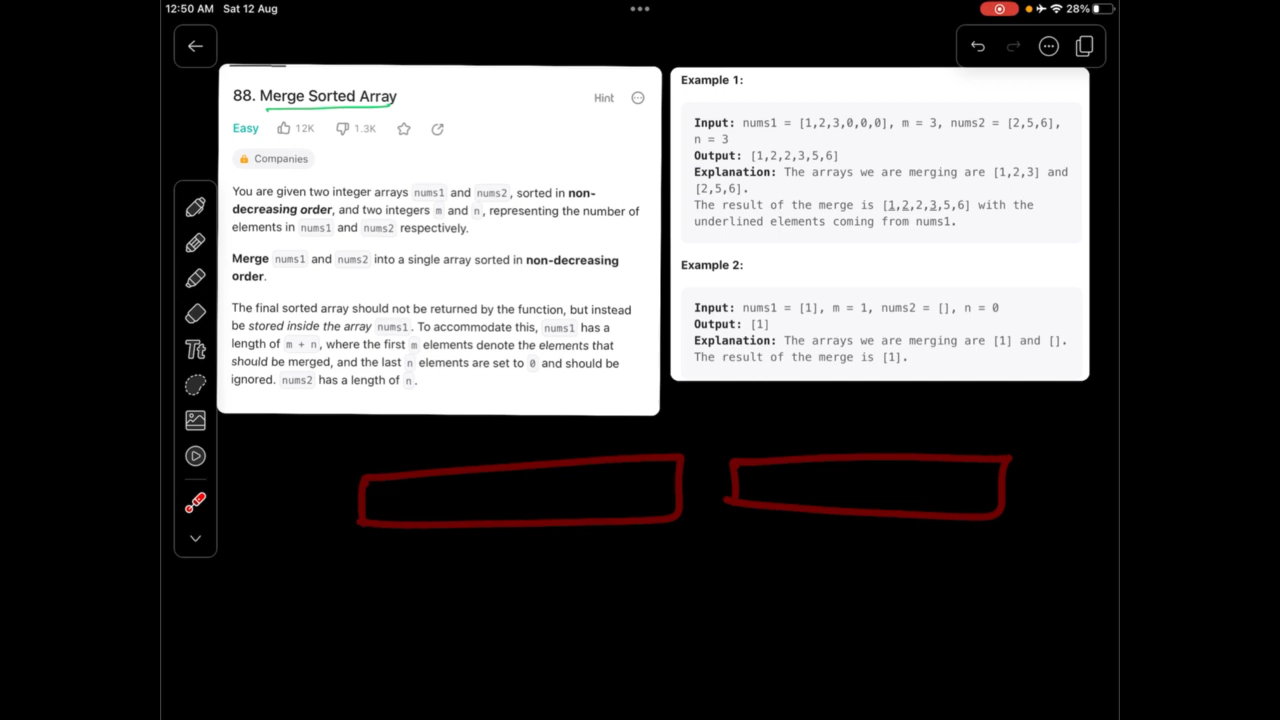 12:50 AM Sat 12 Aug
28%
88. Merge Sorted Array
Hint
Easy 12K 1.3K
Companies
You are given two integer arrays nums1 and nums2, sorted in non-
decreasing order, and two integers m and n, representing the number of
elements in nums1 and nums2 respectively.
Merge nums1 and nums2 into a single array sorted in non-decreasing
order.
The final sorted array should not be returned by the function, but instead
be stored inside the array nums1. To accommodate this, nums1 has a
length of m + n, where the first m elements denote the elements that
should be merged, and the last n elements are set to 0 and should be
ignored. nums2 has a length of n.
Example 1:
Input: nums1 = [1,2,3,0,0,0], m = 3, nums2 = [2,5,6],
n = 3
Output: [1,2,2,3,5,6]
Explanation: The arrays we are merging are [1,2,3] and
[2,5,6].
The result of the merge is [1,2,2,3,5,6] with the
underlined elements coming from nums1.
Example 2:
Input: nums1 = [1], m = 1, nums2 = [], n = 0
Output: [1]
Explanation: The arrays we are merging are [1] and [].
The result of the merge is [1].
Tt